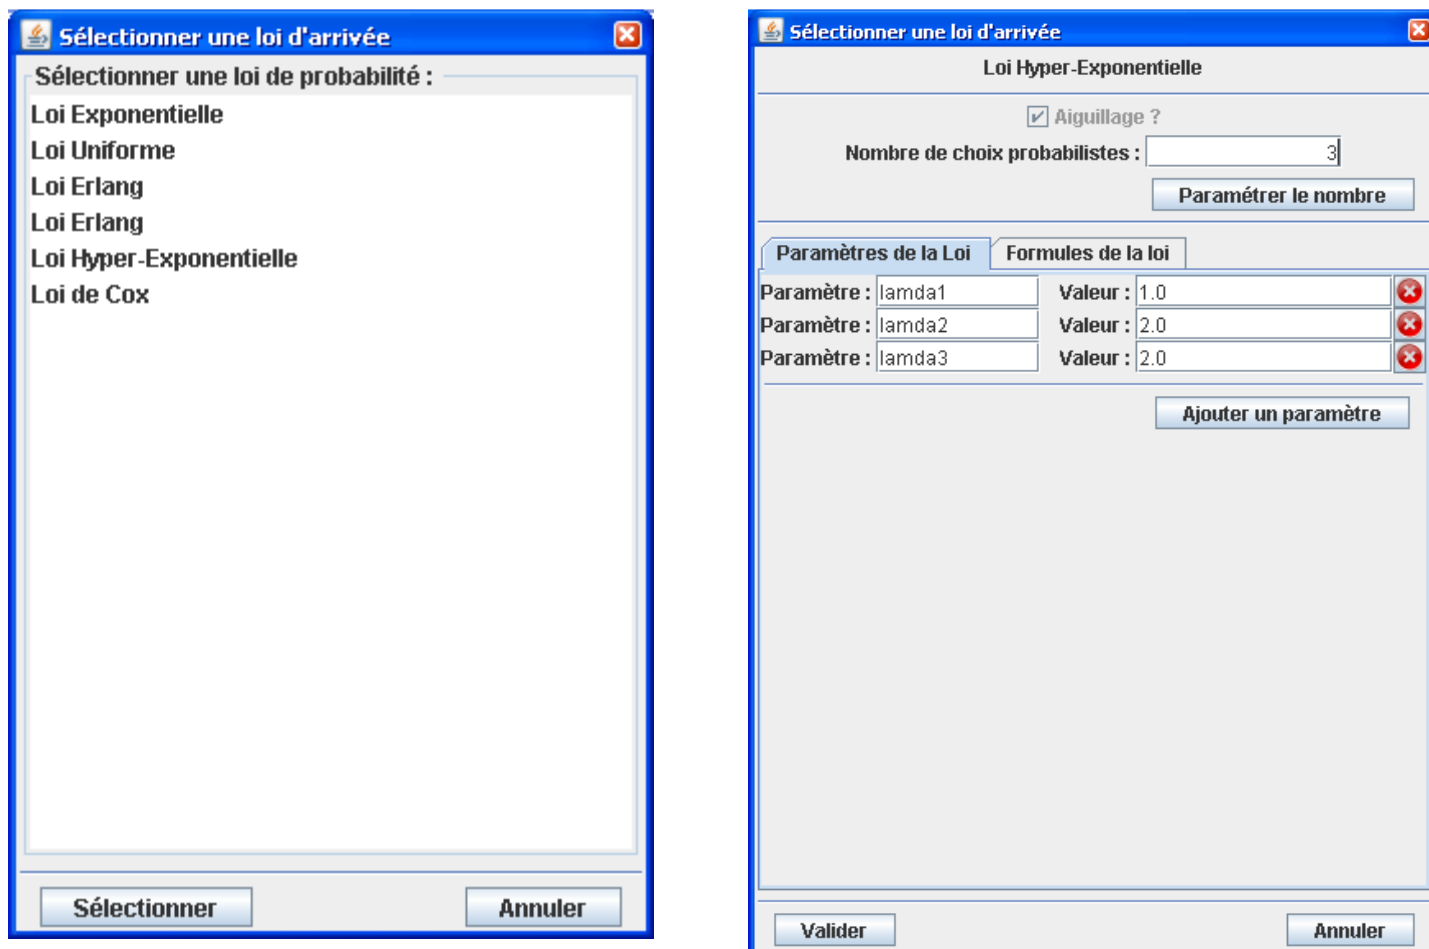 Sélectionner une loi d'arrivée
Sélectionner une loi de probabilité :
Loi Exponentielle
Loi Uniforme
Loi Erlang
Loi Erlang
Loi Hyper-Exponentielle
Loi de Cox
Sélectionner
Annuler
Sélectionner une loi d'arrivée
Loi Hyper-Exponentielle
Aiguillage ?
Nombre de choix probabilistes : 3
Paramétrer le nombre
Paramètres de la Loi Formules de la loi
Paramètre : lamda1 Valeur : 1.0
Paramètre : lamda2 Valeur : 2.0
Paramètre : lamda3 Valeur : 2.0
Ajouter un paramètre
Valider
Annuler